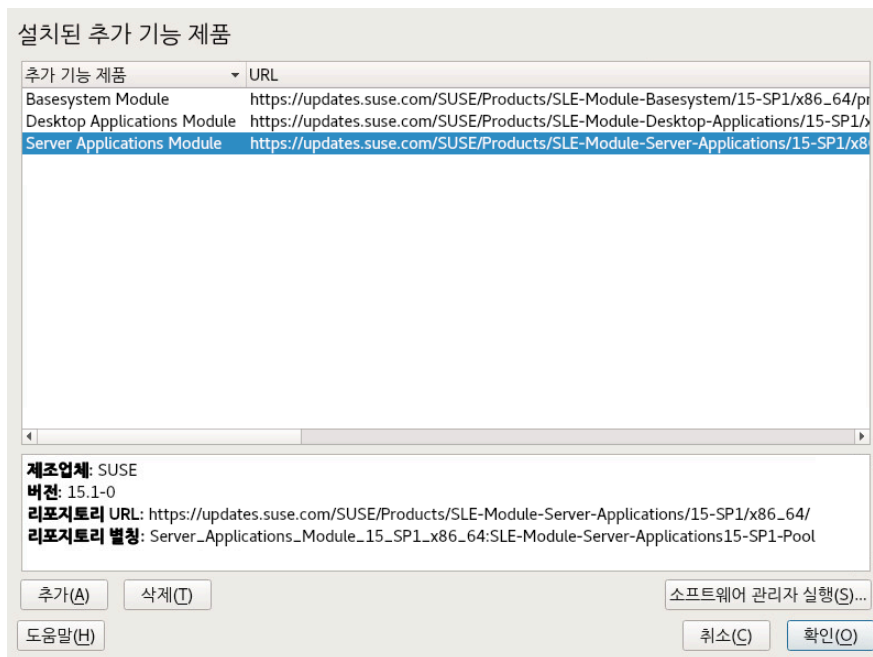 설치된 추가 기능 제품
추가 기능 제품 URL
Basesystem Module https://updates.suse.com/SUSE/Products/SLE-Module-Basesystem/15-SP1/x86_64/pr
Desktop Applications Module https://updates.suse.com/SUSE/Products/SLE-Module-Desktop-Applications/15-SP1/x
Server Applications Module https://updates.suse.com/SUSE/Products/SLE-Module-Server-Applications/15-SP1/x8
제조업체: SUSE
버전: 15.1-0
리포지토리 URL: https://updates.suse.com/SUSE/Products/SLE-Module-Server-Applications/15-SP1/x86_64/
리포지토리 별칭: Server_Applications_Module_15_SP1_x86_64:SLE-Module-Server-Applications15-SP1-Pool
추가(A) 삭제(T) 소프트웨어 관리자 실행(S)...
도움말(H) 취소(C) 확인(O)